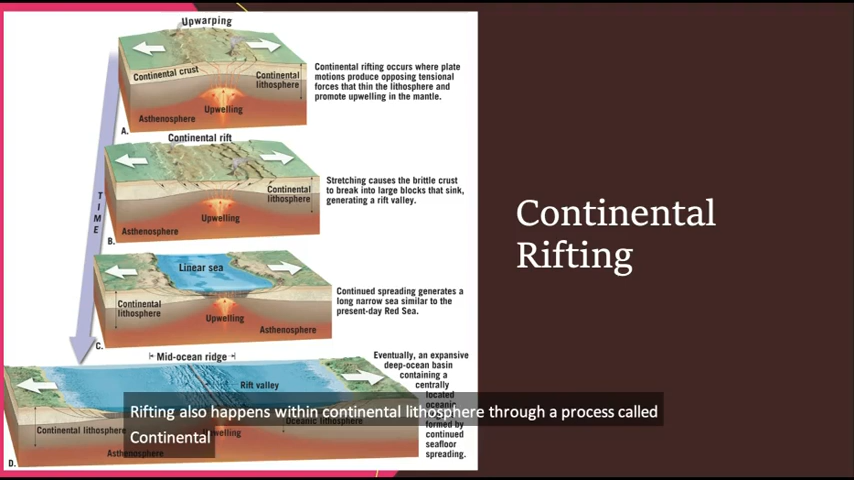 Upwarping
Continental crust
Continental
lithosphere
Upwelling
Asthenosphere
A.
Continental rifting occurs where plate
motions produce opposing tensional
forces that thin the lithosphere and
promote upwelling in the mantle.
Continental rift
Continental
lithosphere
Upwelling
Asthenosphere
B.
Stretching causes the brittle crust
to break into large blocks that sink,
generating a rift valley.
TIME
Continental
Rifting
Linear sea
Continental
lithosphere
Upwelling
Asthenosphere
C.
Continued spreading generates a
long narrow sea similar to the
present-day Red Sea.
Mid-ocean ridge
Rift valley
Continental lithosphere
Upwelling
Oceanic lithosphere
Asthenosphere
D.
Eventually, an expansive
deep-ocean basin
containing a
centrally
located
oceanic
formed by
continued
seafloor
spreading.
Rifting also happens within continental lithosphere through a process called
Continental